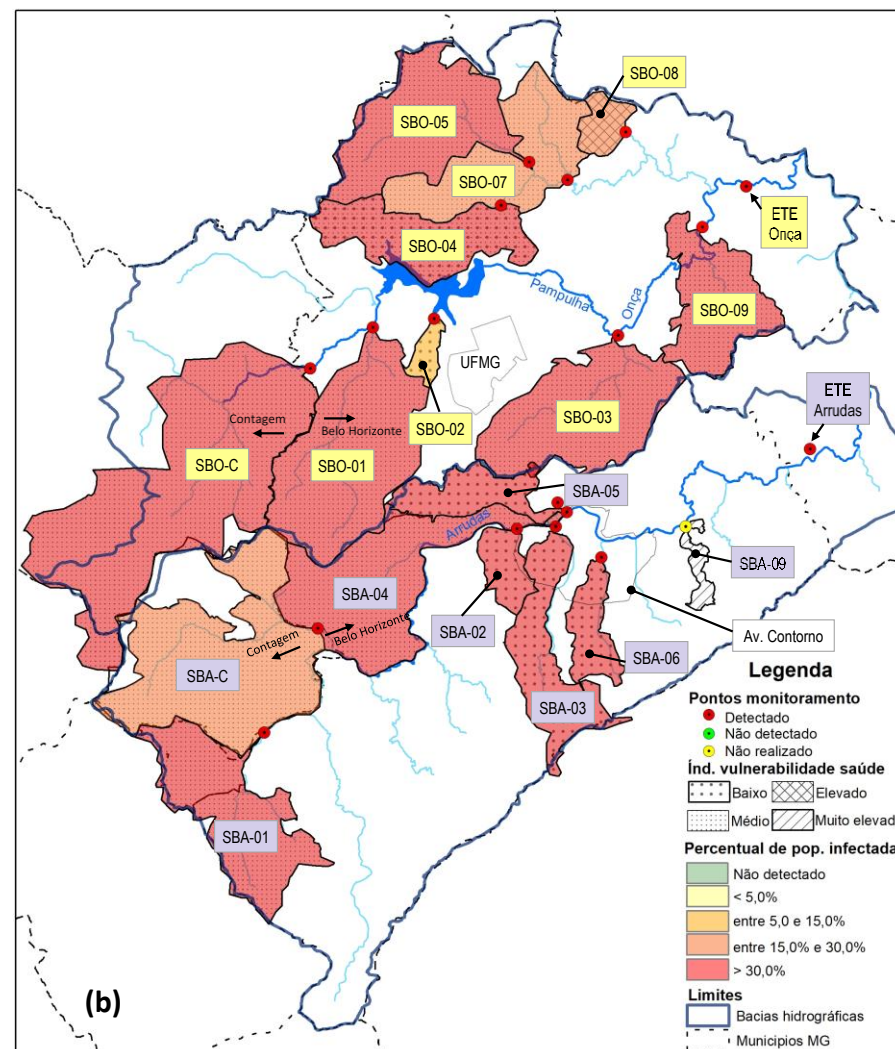 SBO-08
SBO-05
SBO-07
ETE
Onça
SBO-04
Pampulha
Onça
SBO-09
UFMG
ETE
Arrudas
Contagem
Belo Horizonte
SBO-02
SBO-03
SBO-C
SBO-01
SBA-05
Arrudas
SBA-09
SBA-04
SBA-02
Av. Contorno
Contagem
Belo Horizonte
SBA-06
SBA-C
SBA-03
SBA-01
Legenda
Pontos monitoramento
Detectado
Não detectado
Não realizado
Índ. vulnerabilidade saúde
Baixo Elevado
Médio Muito elevad
Percentual de pop. infectada
Não detectado
< 5,0%
entre 5,0 e 15,0%
entre 15,0% e 30,0%
> 30,0%
Limites
Bacias hidrográficas
Municipios MG
(b)